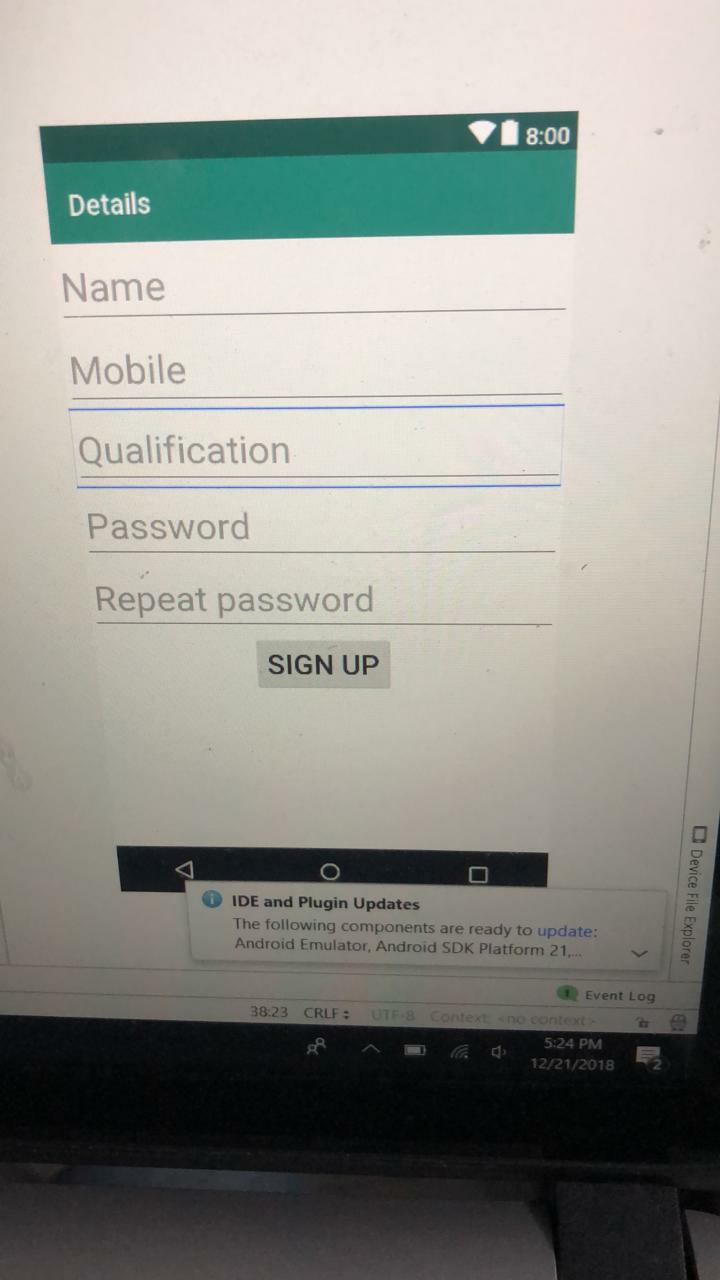 8:00
Details
Name
Mobile
Qualification
Password
Repeat password
SIGN UP
Device File Explorer
IDE and Plugin Updates
The following components are ready to update:
Android Emulator, Android SDK Platform 21,...
1 Event Log
38:23 CRLF UTF-8 Context: <no context>
5:24 PM
12/21/2018
2